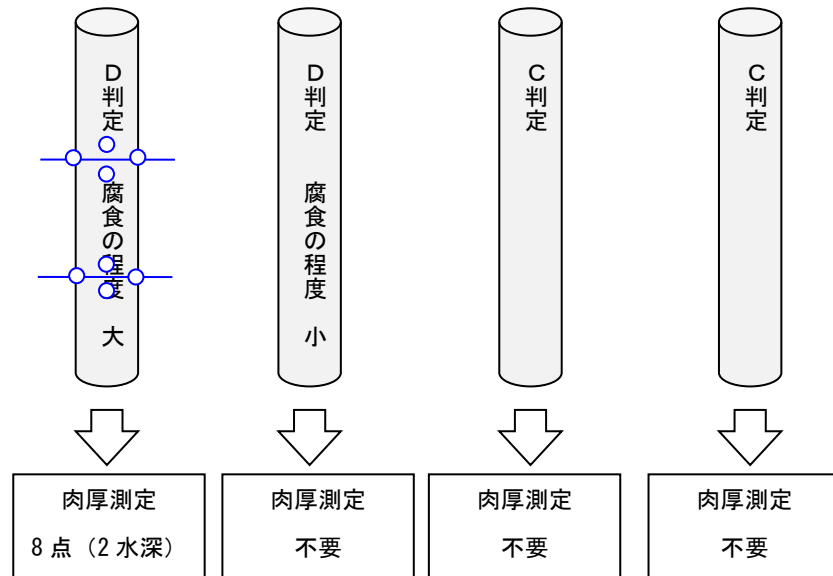 D判定　腐食の程度　大
D判定　腐食の程度　小
C判定
C判定
肉厚測定
8点（2水深）
肉厚測定
不要
肉厚測定
不要
肉厚測定
不要